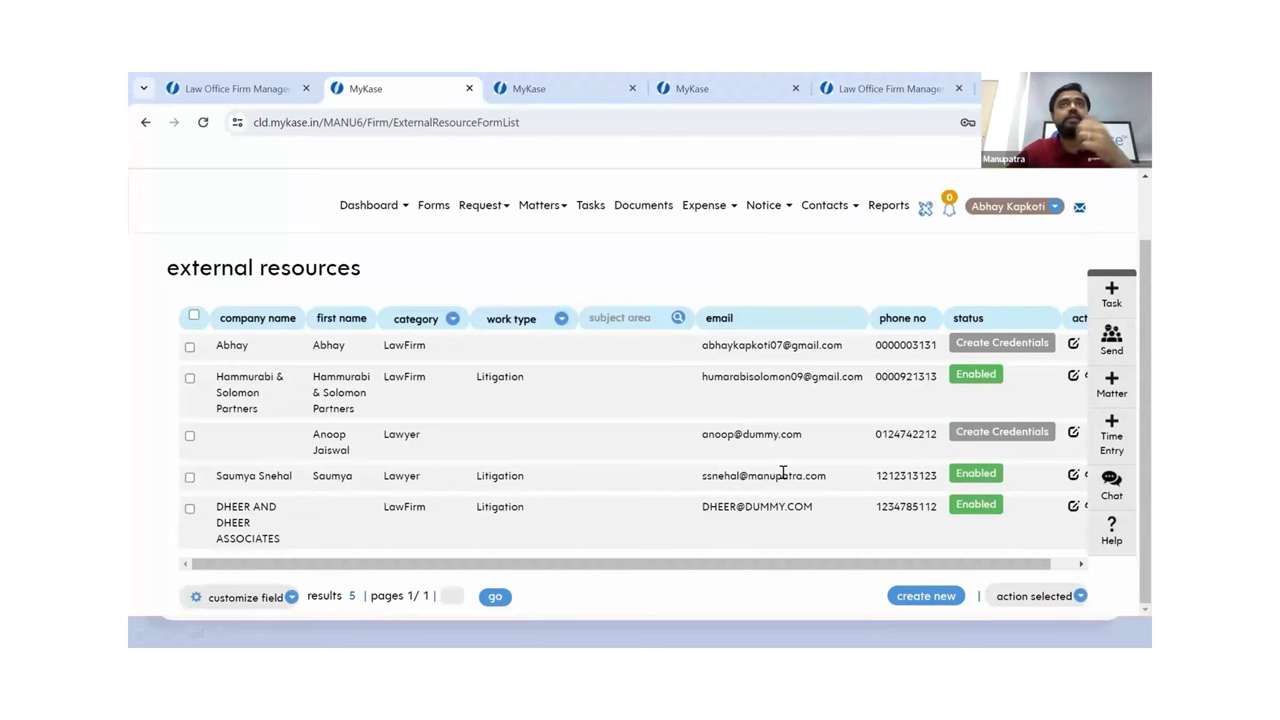 Law Office Firm Manage
MyKase
MyKase
MyKase
Law Office Firm Manage
cld.mykase.in/MANU6/Firm/ExternalResourceFormList
Manupatra
Dashboard Forms Request Matters Tasks Documents Expense Notice Contacts Reports 0 Abhay Kapkoti
external resources
company name first name category work type subject area email phone no status act
Abhay Abhay LawFirm abhaykapkoti07@gmail.com 0000003131 Create Credentials
Hammurabi & Hammurabi LawFirm Litigation humarabisolomon09@gmail.com 0000921313 Enabled
Solomon & Solomon
Partners Partners
Anoop Lawyer anoop@dummy.com 0124742212 Create Credentials
Jaiswal
Saumya Snehal Saumya Lawyer Litigation ssnehal@manupatra.com 1212313123 Enabled
DHEER AND LawFirm Litigation DHEER@DUMMY.COM 1234785112 Enabled
DHEER
ASSOCIATES
customize field results 5 | pages 1/ 1 | go create new | action selected
Task
Send
Matter
Time
Entry
Chat
? 
Help